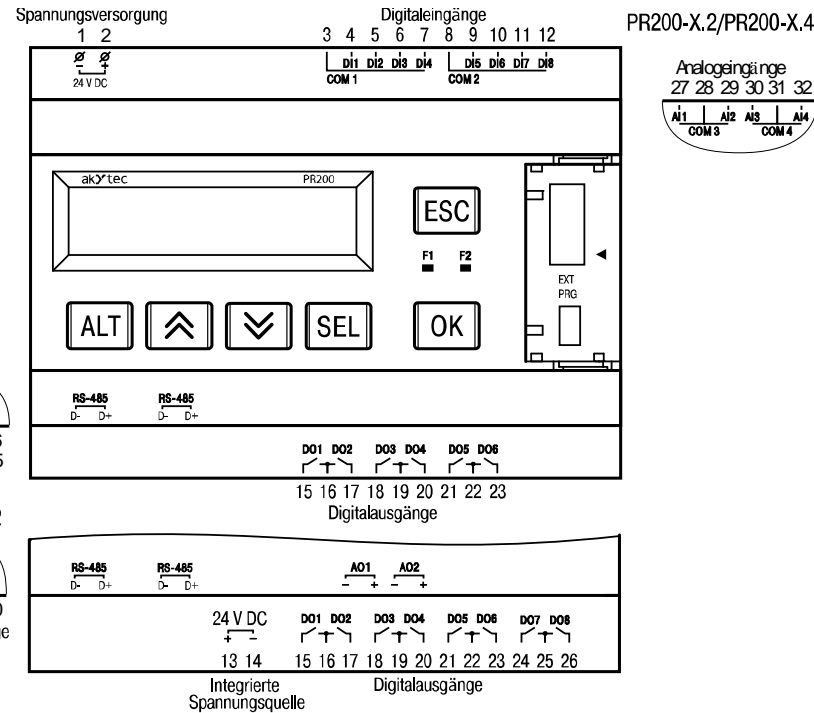 Spannungsversorgung
Digitaleingänge
PR200-X.2/PR200-X.4
1 2
3 4 5 6 7 8 9 10 11 12
- +
24 V DC
DI1 DI2 DI3 DI4
COM 1
DI5 DI6 DI7 DI8
COM 2
Analogeingänge
27 28 29 30 31 32
AI1 AI2 AI3 AI4
COM 3 COM 4
akytec
PR200
ESC
F1 F2
EXT
PRG
ALT
SEL
OK
RS-485
D- D+
RS-485
D- D+
DO1 DO2 DO3 DO4 DO5 DO6
15 16 17 18 19 20 21 22 23
Digitalausgänge
RS-485
D- D+
RS-485
D- D+
AO1 AO2
- + - +
24 V DC
+ -
DO1 DO2 DO3 DO4 DO5 DO6 DO7 DO8
13 14 15 16 17 18 19 20 21 22 23 24 25 26
Integrierte
Spannungsquelle
Digitalausgänge